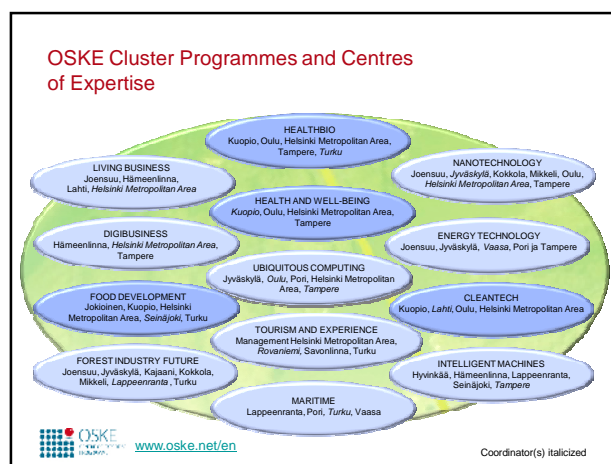 OSKE Cluster Programmes and Centres
of Expertise
HEALTHBIO
Kuopio, Oulu, Helsinki Metropolitan Area,
Tampere, Turku
LIVING BUSINESS
Joensuu, Hämeenlinna,
Lahti, Helsinki Metropolitan Area
NANOTECHNOLOGY
Joensuu, Jyväskylä, Kokkola, Mikkeli, Oulu,
Helsinki Metropolitan Area, Tampere
HEALTH AND WELL-BEING
Kuopio, Oulu, Helsinki Metropolitan Area,
Tampere
DIGIBUSINESS
Hämeenlinna, Helsinki Metropolitan Area,
Tampere
ENERGY TECHNOLOGY
Joensuu, Jyväskylä, Vaasa, Pori ja Tampere
UBIQUITOUS COMPUTING
Jyväskylä, Oulu, Pori, Helsinki Metropolitan
Area, Tampere
FOOD DEVELOPMENT
Jokioinen, Kuopio, Helsinki
Metropolitan Area, Seinäjoki, Turku
CLEANTECH
Kuopio, Lahti, Oulu, Helsinki Metropolitan Area
TOURISM AND EXPERIENCE
Management Helsinki Metropolitan Area,
Rovaniemi, Savonlinna, Turku
FOREST INDUSTRY FUTURE
Joensuu, Jyväskylä, Kajaani, Kokkola,
Mikkeli, Lappeenranta , Turku
INTELLIGENT MACHINES
Hyvinkää, Hämeenlinna, Lappeenranta,
Seinäjoki, Tampere
MARITIME
Lappeenranta, Pori, Turku, Vaasa
OSKE
www.oske.net/en
Coordinator(s) italicized